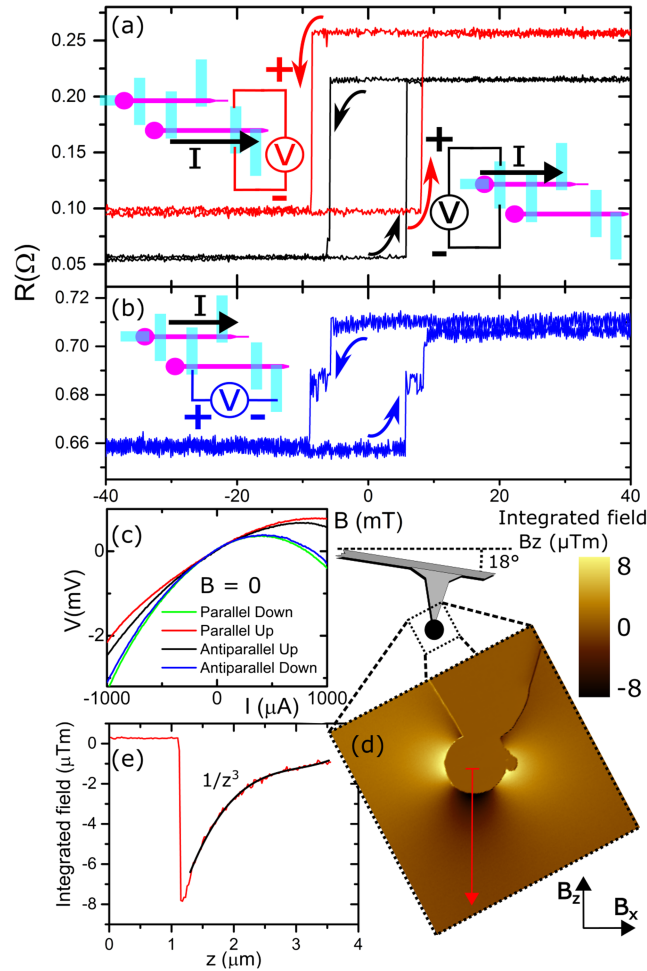 (a)
0.25
0.20
0.15
0.10
0.05
R(Ω)
+
I
V
-
+
I
V
-
(b)
0.72
0.70
0.68
0.66
I
V
+ -
-40 -20 0 20 40
B (mT)
(c)
0
-2
V(mV)
B = 0
Parallel Down
Parallel Up
Antiparallel Up
Antiparallel Down
-1000 0 1000
I (μA)
18°
Integrated field
Bz (μTm)
8
0
-8
(d)
Bz
Bx
(e)
0
-2
-4
-6
-8
Integrated field (μTm)
1/z³
0 1 2 3 4
z (μm)